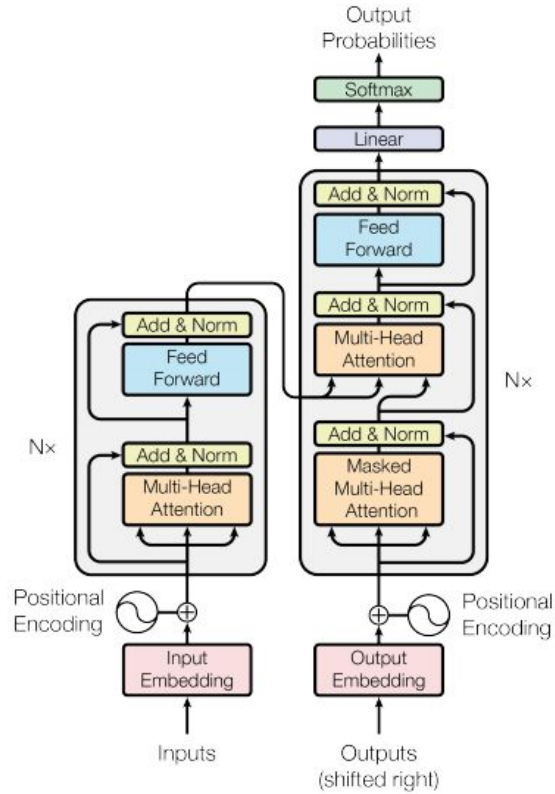 Output
Probabilities
Softmax
Linear
Add & Norm
Feed
Forward
Add & Norm
Multi-Head
Attention
Add & Norm
Masked
Multi-Head
Attention
Nx
Add & Norm
Feed
Forward
Add & Norm
Multi-Head
Attention
Nx
Positional
Encoding
Positional
Encoding
Input
Embedding
Output
Embedding
Inputs
Outputs
(shifted right)